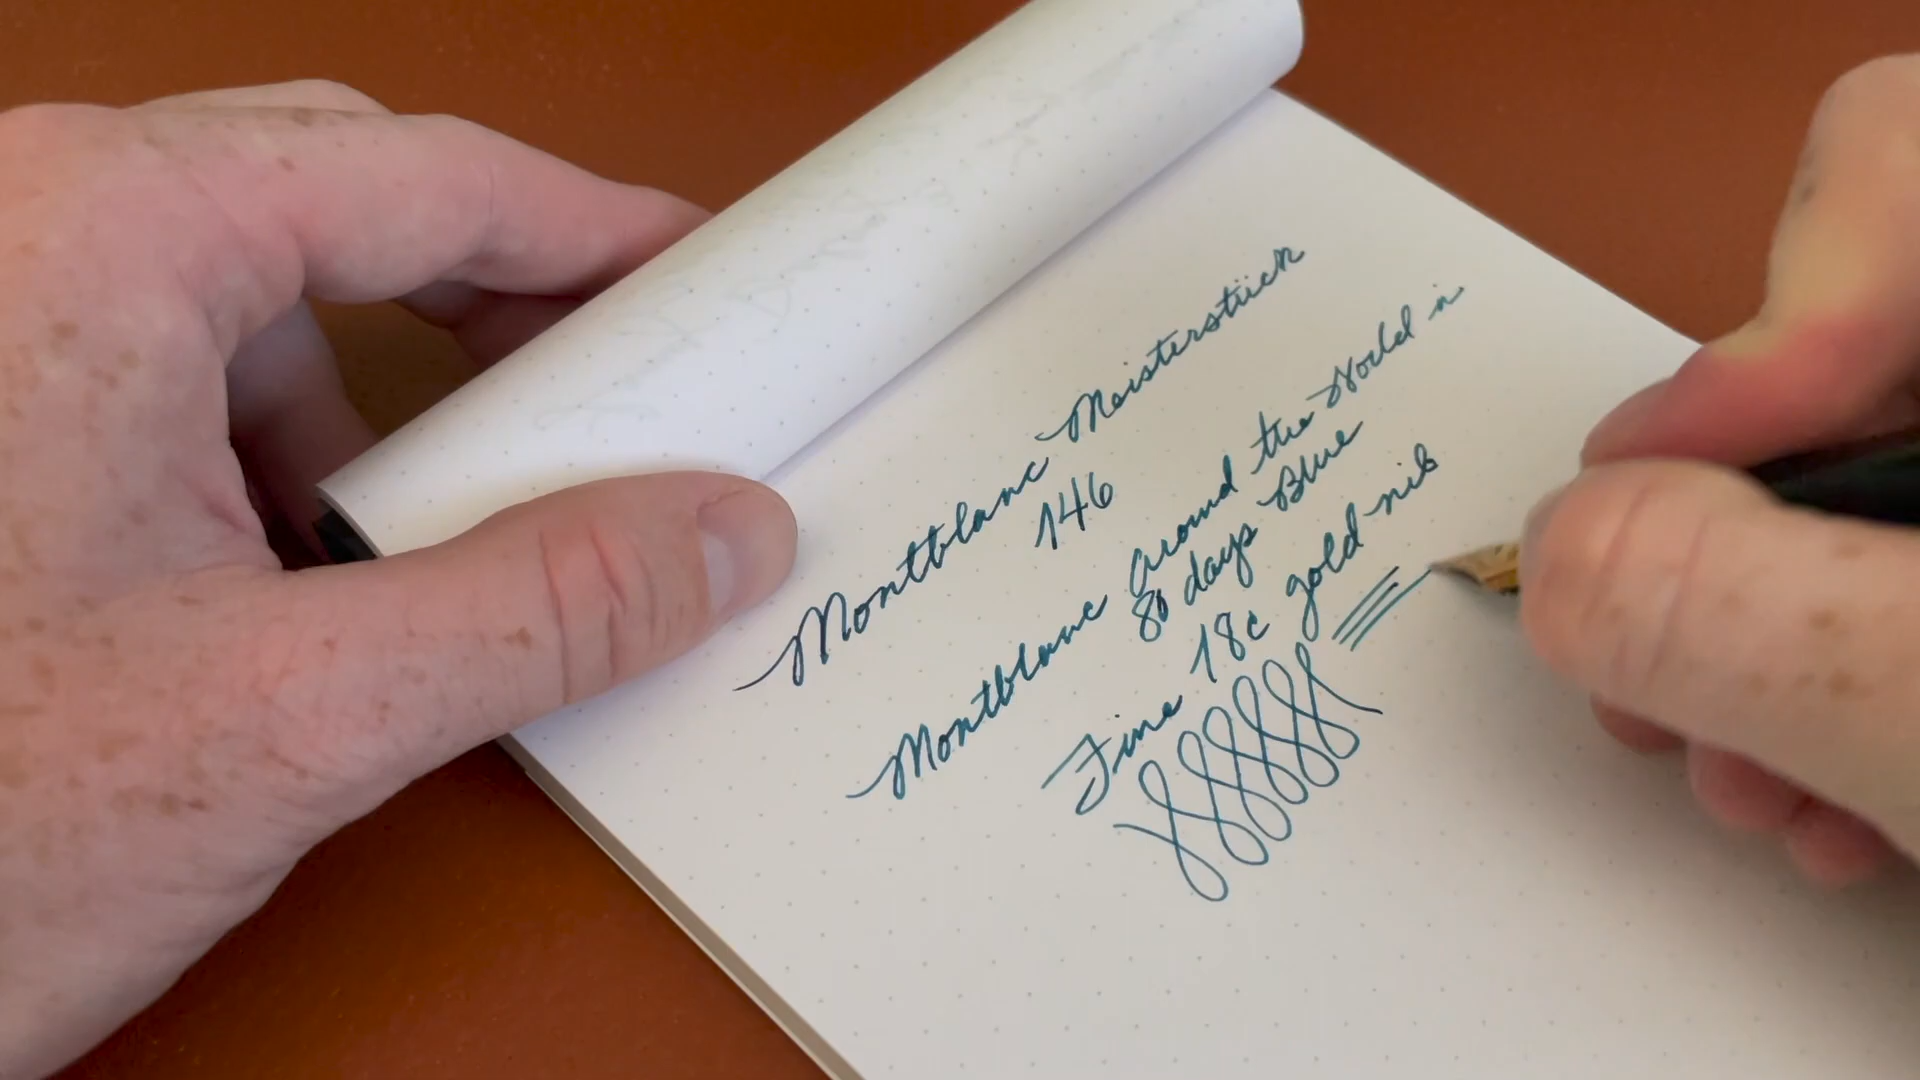 Montblanc Meisterstück
146
Montblanc Around the World in
80 days Blue
Fine 18c gold nib